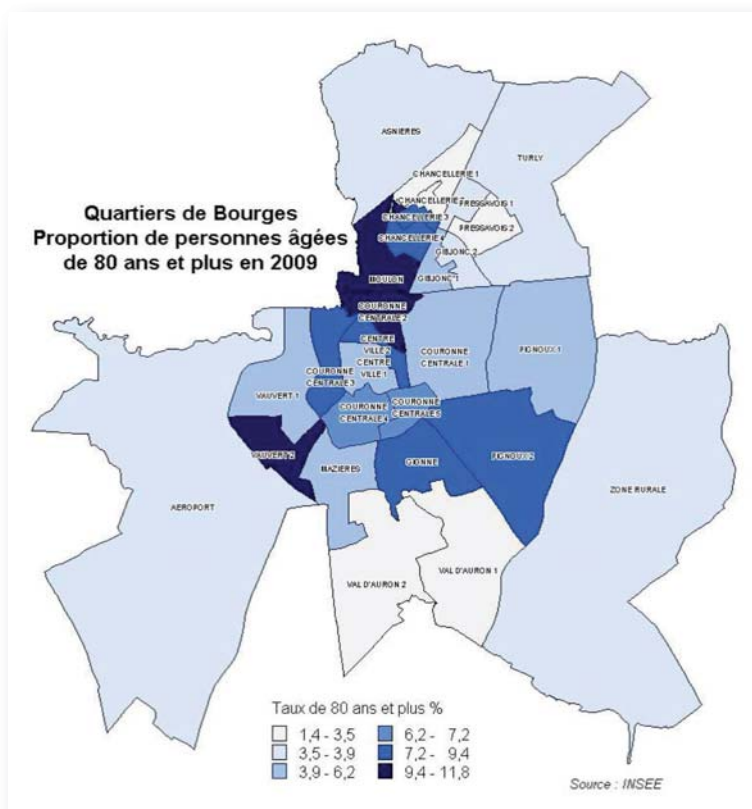 Quartiers de Bourges
Proportion de personnes âgées
de 80 ans et plus en 2009
ASNIERES
TURLY
CHANCELLERIE 1
CHANCELLERIE
PRESSAVOIS 1
CHANCELLERIE 3
PRESSAVOIS 2
CHANCELLERIE 4
GIBJONC 2
MOULON
GIBJONC 1
COURONNE
CENTRALE 2
CENTRE
VILLE 2
CENTRE
VILLE 1
COURONNE
CENTRALE 1
PIGNOUX 1
COURONNE
CENTRALE 3
VAUVERT 1
COURONNE
CENTRALE 4
COURONNE
CENTRALE 5
VAUVERT 2
MAZIERES
GIONNE
PIGNOUX 2
ZONE RURALE
AEROPORT
VAL D'AURON 1
VAL D'AURON 2
Taux de 80 ans et plus %
1,4 - 3,5
3,5 - 3,9
3,9 - 6,2
6,2 - 7,2
7,2 - 9,4
9,4 - 11,8
Source : INSEE